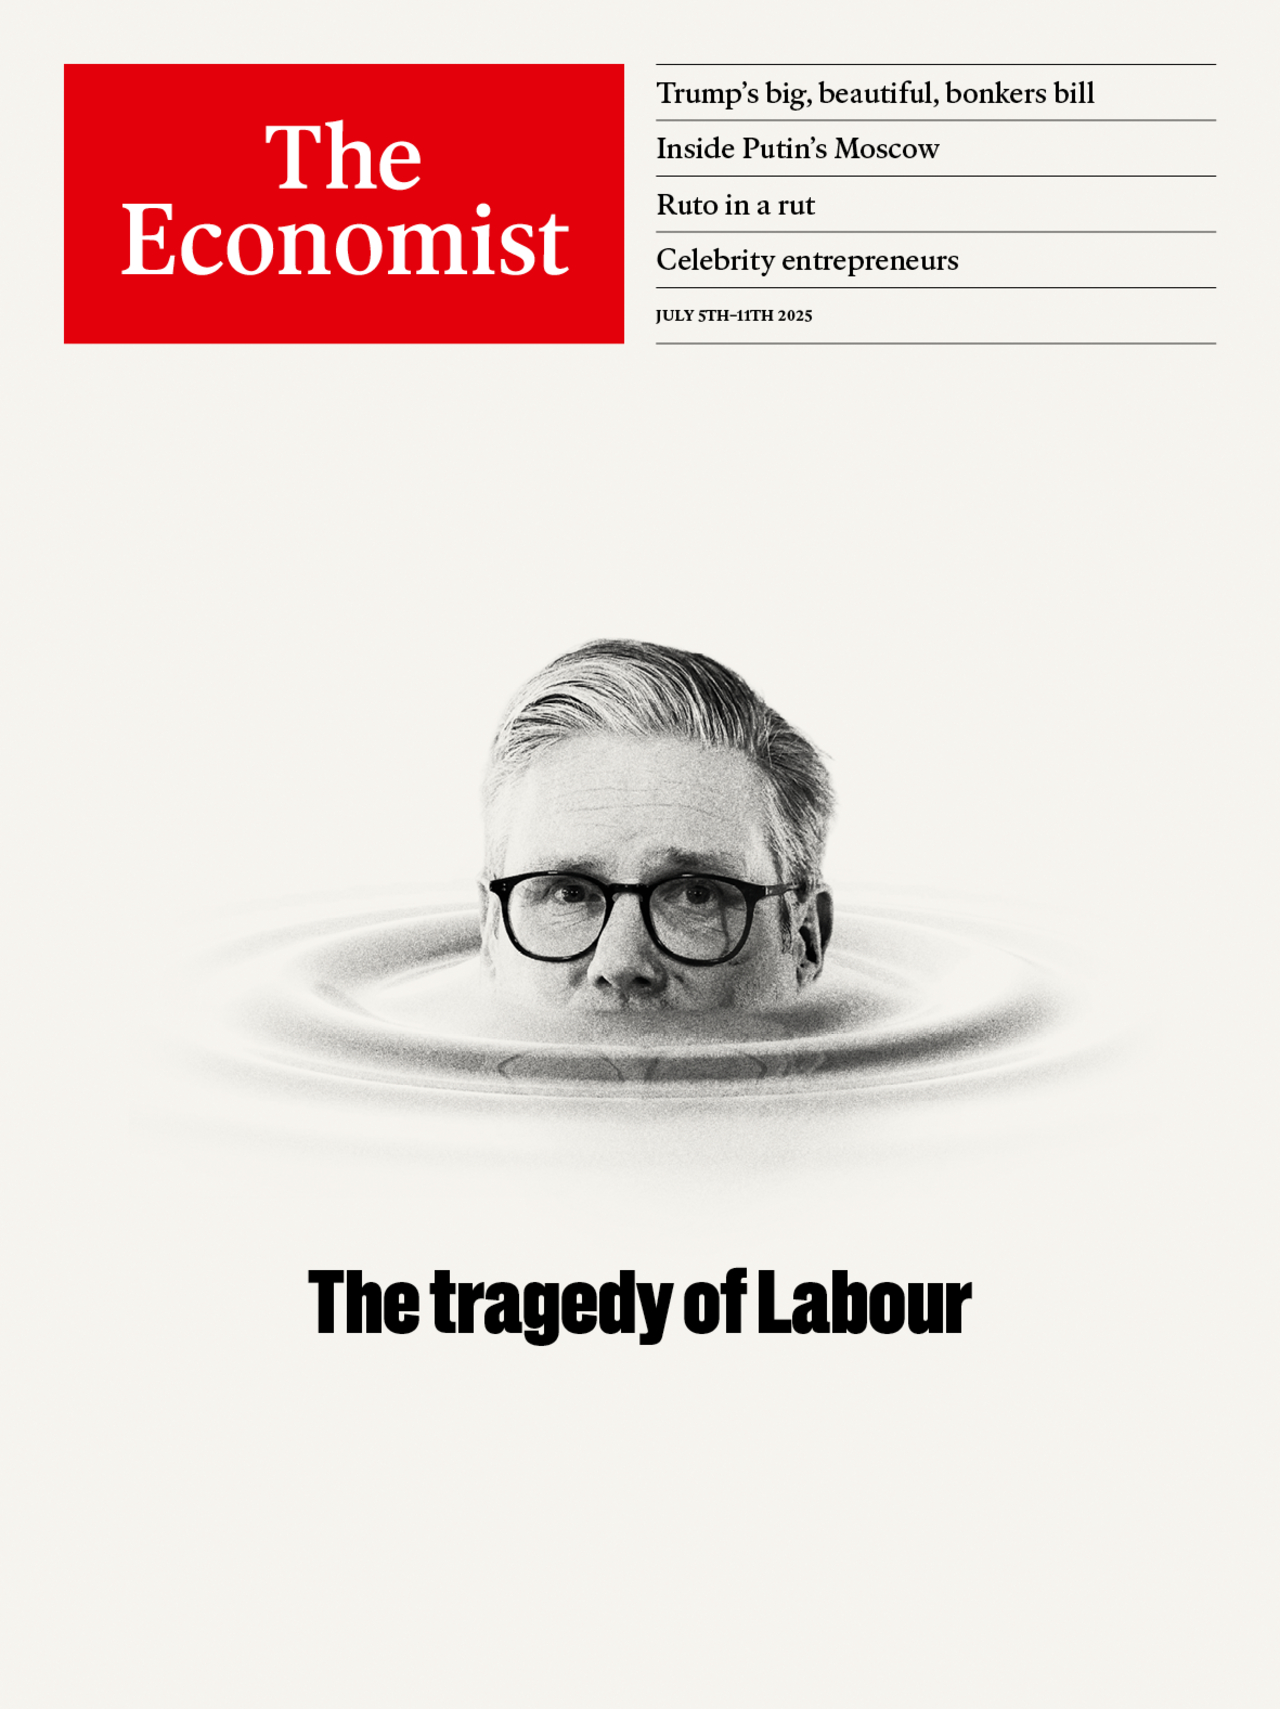 The
Economist
Trump’s big, beautiful, bonkers bill
Inside Putin’s Moscow
Ruto in a rut
Celebrity entrepreneurs
JULY 5TH–11TH 2025
The tragedy of Labour